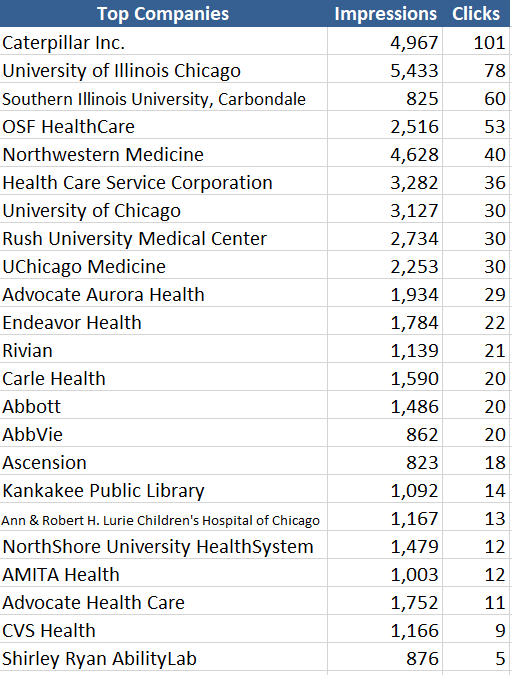 Top Companies Impressions Clicks
Caterpillar Inc. 4,967 101
University of Illinois Chicago 5,433 78
Southern Illinois University, Carbondale 825 60
OSF HealthCare 2,516 53
Northwestern Medicine 4,628 40
Health Care Service Corporation 3,282 36
University of Chicago 3,127 30
Rush University Medical Center 2,734 30
UChicago Medicine 2,253 30
Advocate Aurora Health 1,934 29
Endeavor Health 1,784 22
Rivian 1,139 21
Carle Health 1,590 20
Abbott 1,486 20
AbbVie 862 20
Ascension 823 18
Kankakee Public Library 1,092 14
Ann & Robert H. Lurie Children's Hospital of Chicago 1,167 13
NorthShore University HealthSystem 1,479 12
AMITA Health 1,003 12
Advocate Health Care 1,752 11
CVS Health 1,166 9
Shirley Ryan AbilityLab 876 5